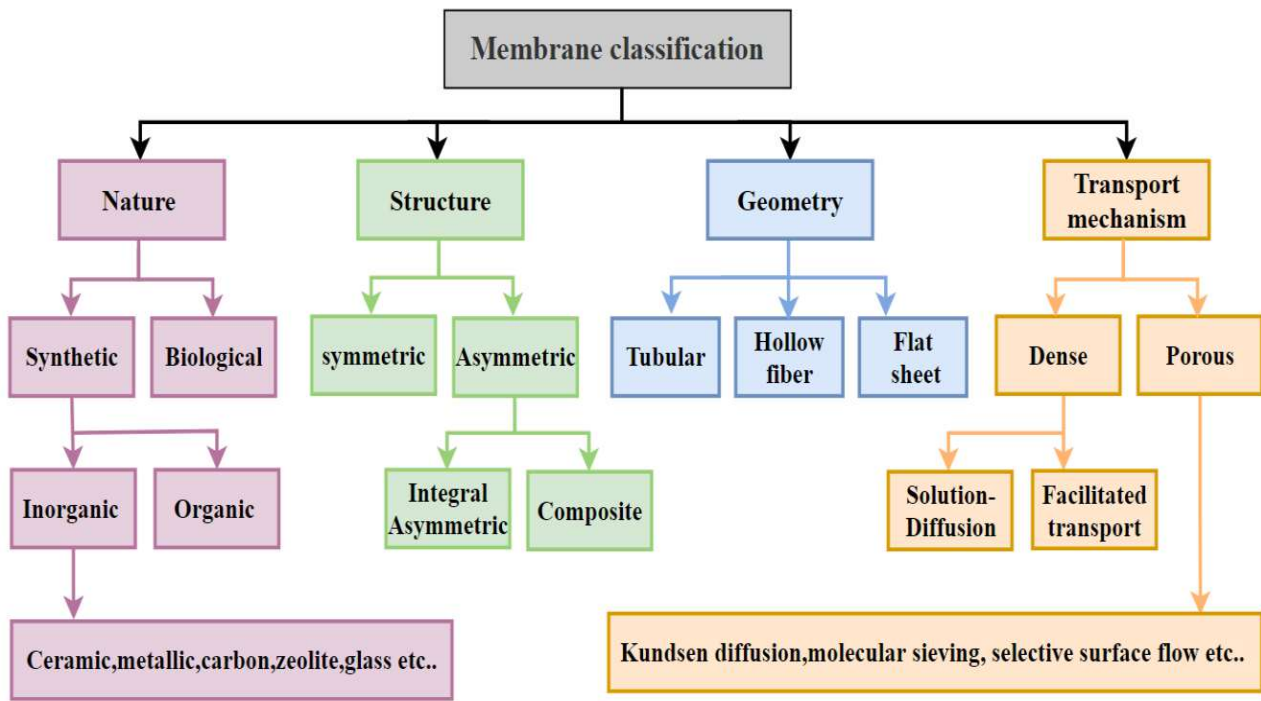 Membrane classification
Nature
Structure
Geometry
Transport
mechanism
Synthetic
Biological
symmetric
Asymmetric
Tubular
Hollow
fiber
Flat
sheet
Dense
Porous
Inorganic
Organic
Integral
Asymmetric
Composite
Solution-
Diffusion
Facilitated
transport
Ceramic,metallic,carbon,zeolite,glass etc..
Kundsen diffusion,molecular sieving, selective surface flow etc..